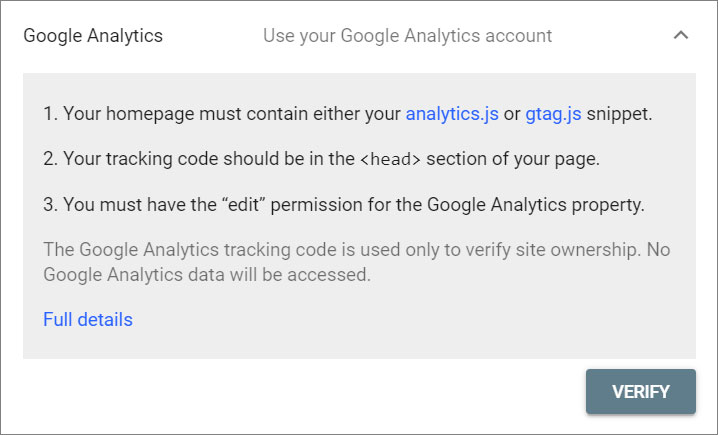 Google Analytics Use your Google Analytics account
1. Your homepage must contain either your analytics.js or gtag.js snippet.
2. Your tracking code should be in the <head> section of your page.
3. You must have the “edit” permission for the Google Analytics property.
The Google Analytics tracking code is used only to verify site ownership. No
Google Analytics data will be accessed.
Full details
VERIFY